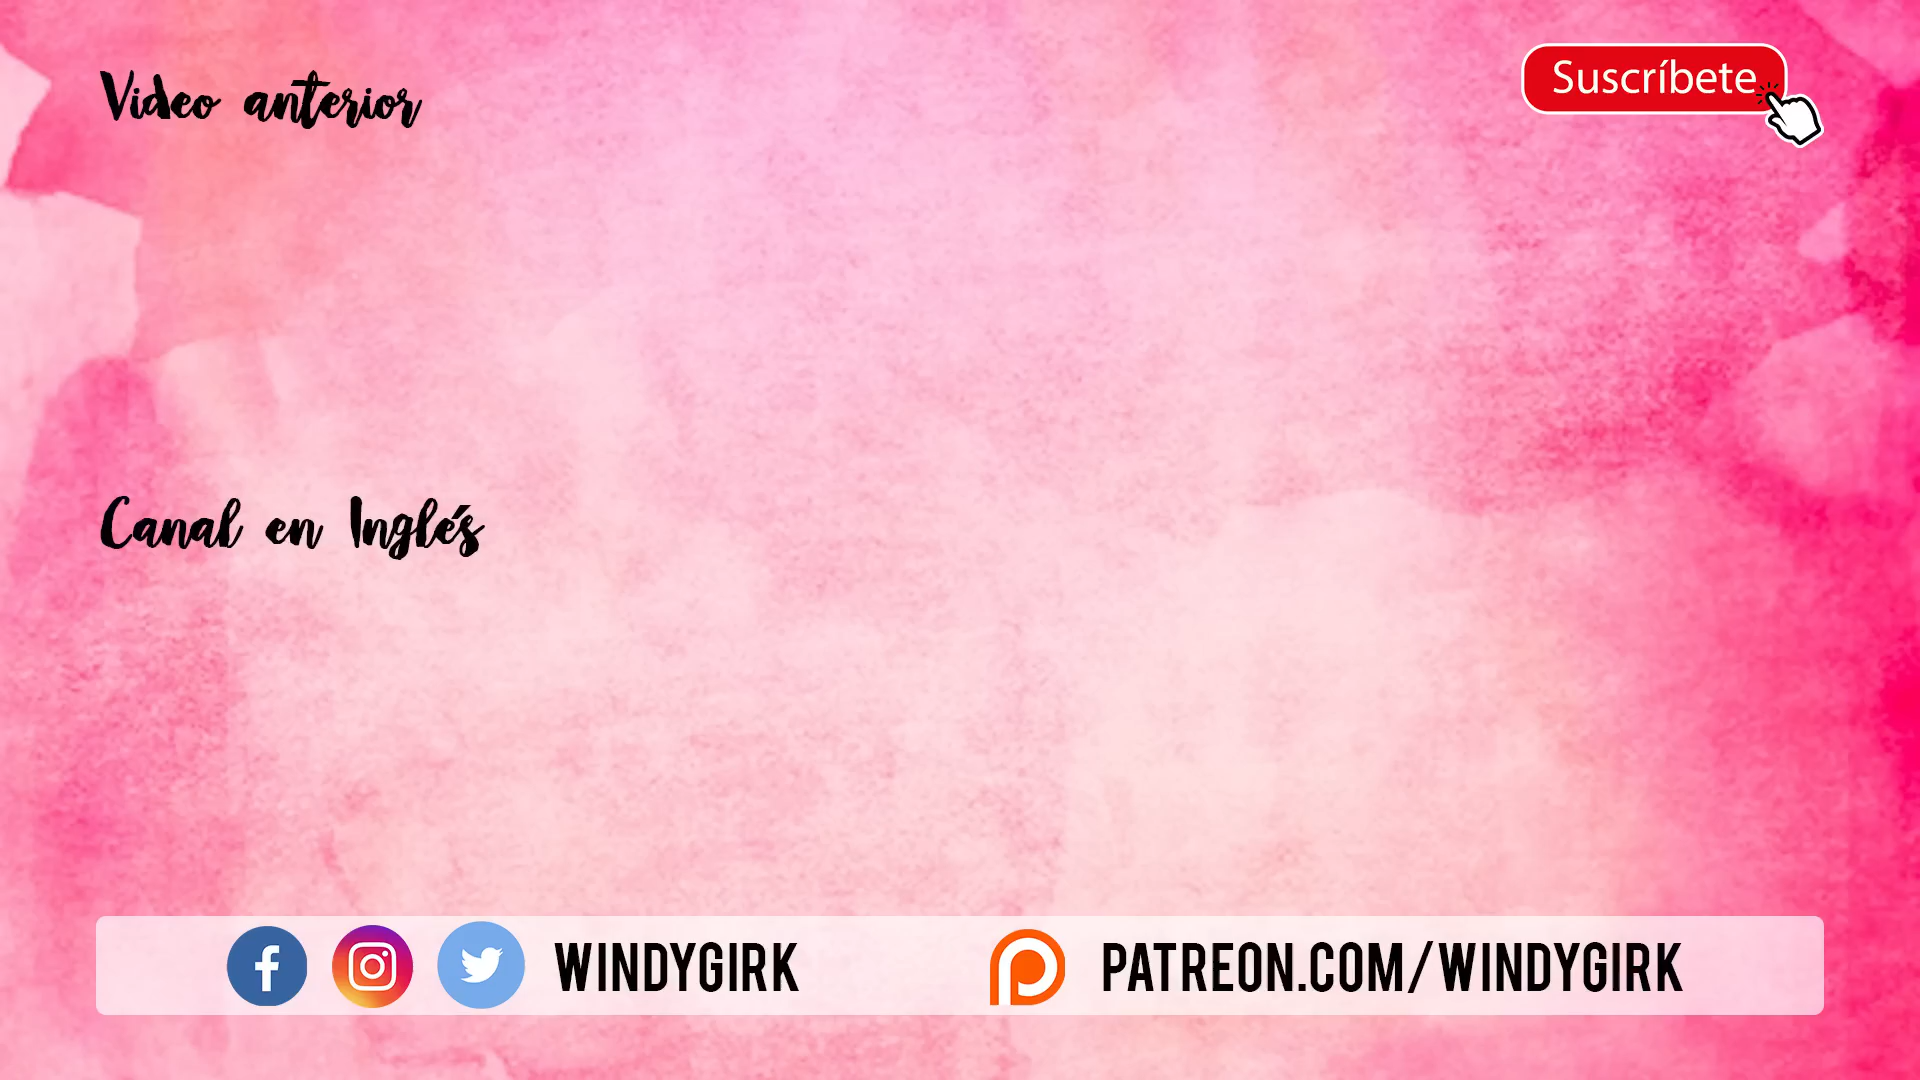 Video anterior
Suscríbete
Canal en Inglés
WINDYGIRK
PATREON.COM/WINDYGIRK